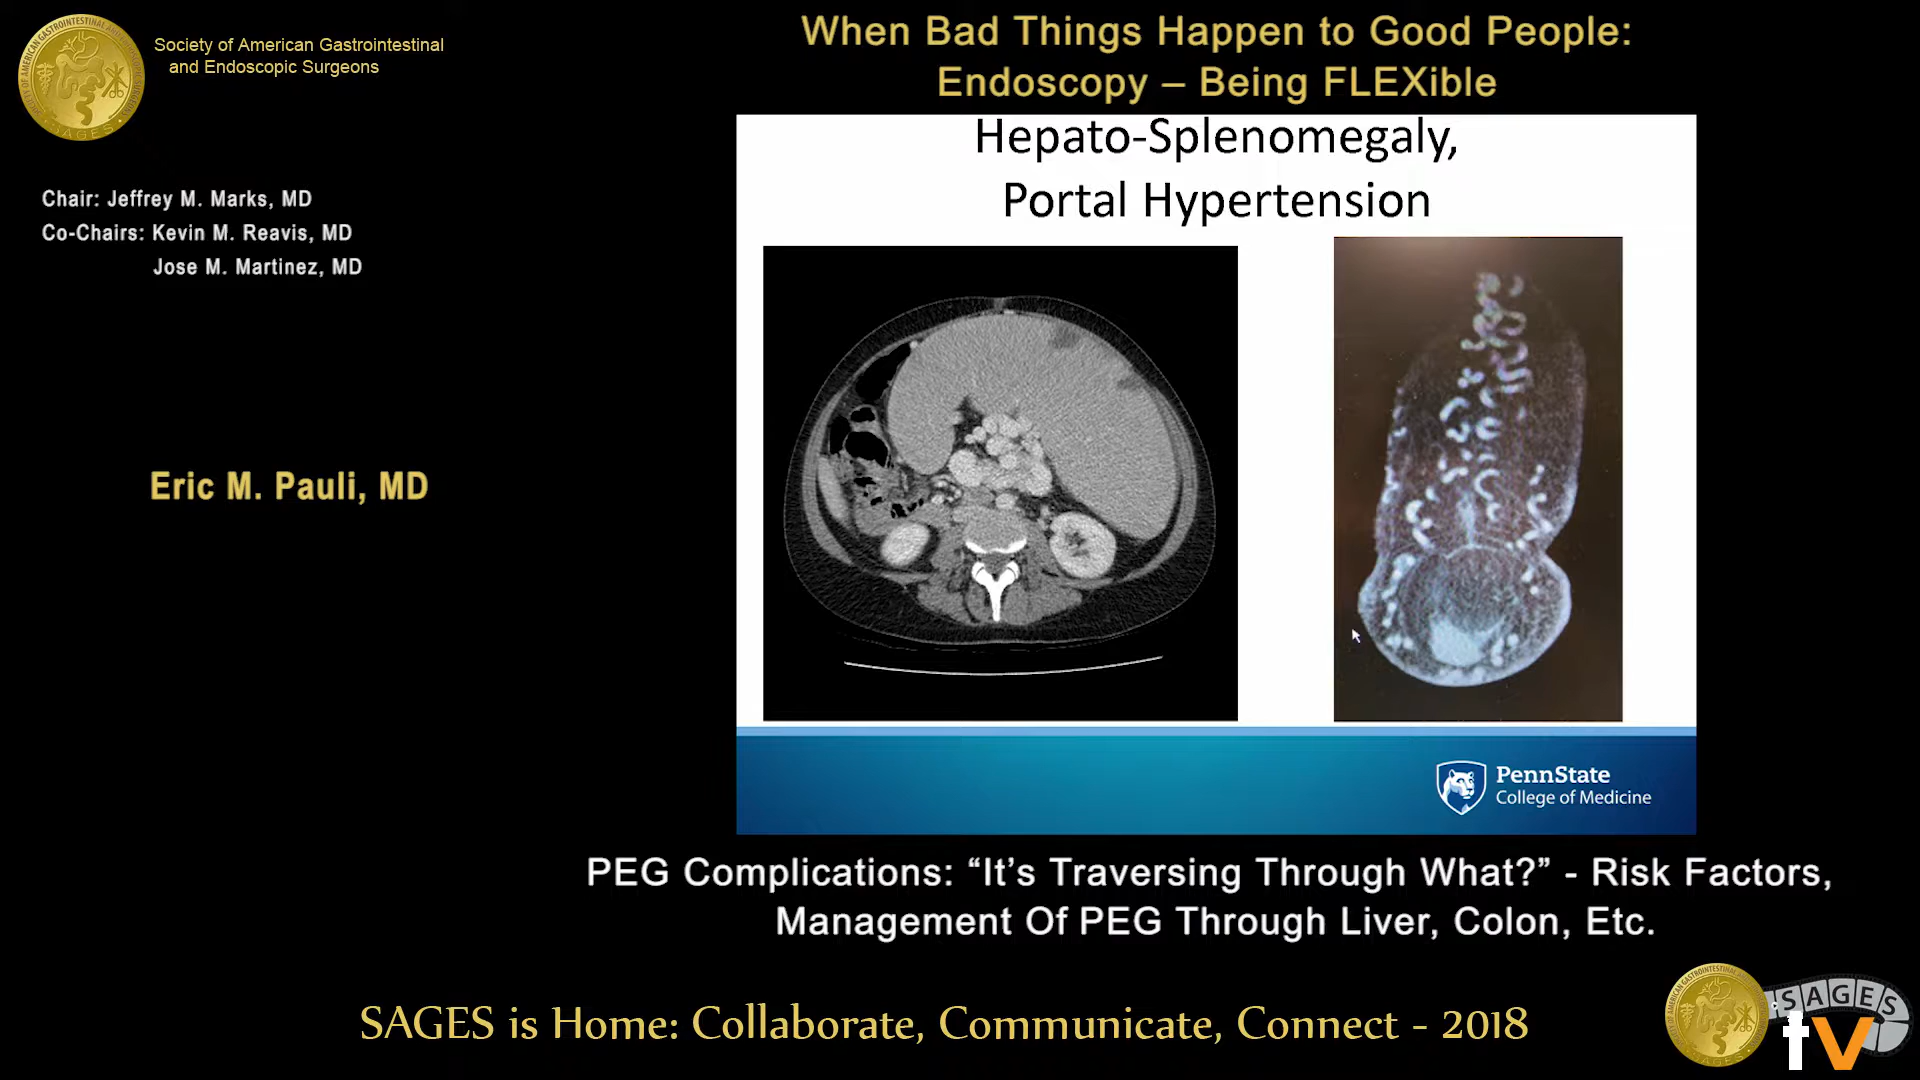 Society of American Gastrointestinal
and Endoscopic Surgeons
When Bad Things Happen to Good People:
Endoscopy – Being FLEXible
Chair: Jeffrey M. Marks, MD
Co-Chairs: Kevin M. Reavis, MD
Jose M. Martinez, MD
Eric M. Pauli, MD
Hepato-Splenomegaly,
Portal Hypertension
PennState
College of Medicine
PEG Complications: “It’s Traversing Through What?” - Risk Factors,
Management Of PEG Through Liver, Colon, Etc.
SAGES is Home: Collaborate, Communicate, Connect - 2018
SAGES
tv